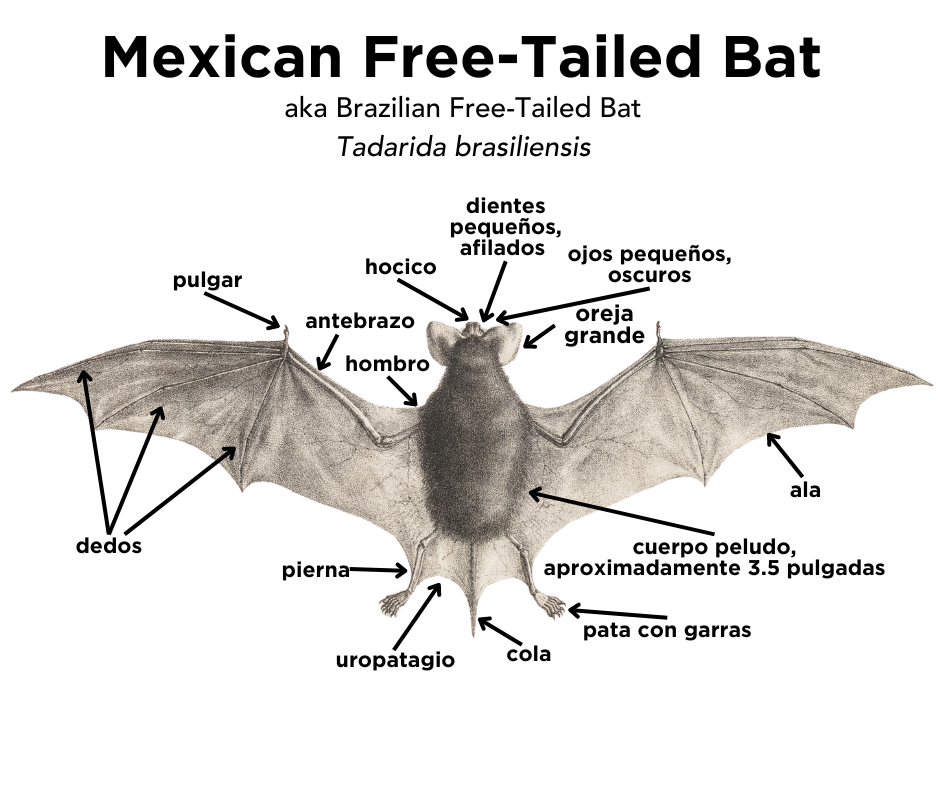 Mexican Free-Tailed Bat
aka Brazilian Free-Tailed Bat
Tadarida brasiliensis
dientes
pequeños,
afilados
ojos pequeños,
oscuros
hocico
pulgar
oreja
grande
antebrazo
hombro
ala
dedos
cuerpo peludo,
aproximadamente 3.5 pulgadas
pierna
pata con garras
cola
uropatagio